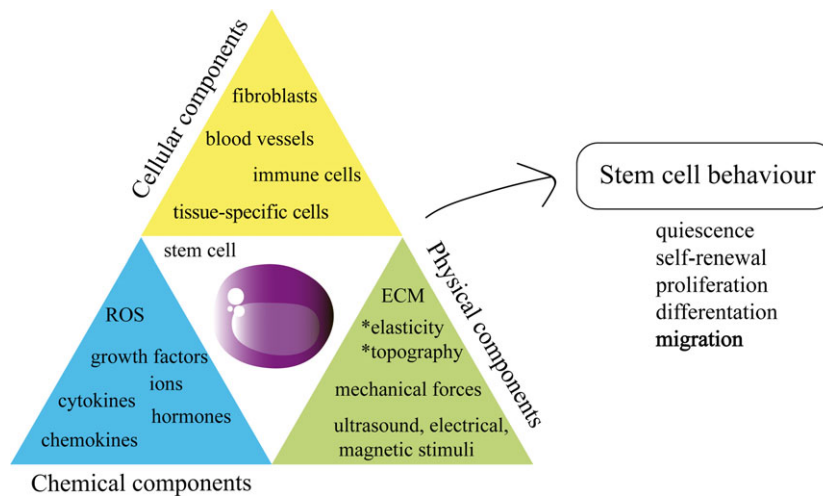 Cellular components
fibroblasts
blood vessels
immune cells
tissue-specific cells
stem cell
ROS
growth factors
ions
cytokines
hormones
chemokines
Chemical components
Physical components
ECM
*elasticity
*topography
mechanical forces
ultrasound, electrical,
magnetic stimuli
Stem cell behaviour
quiescence
self-renewal
proliferation
differentation
migration